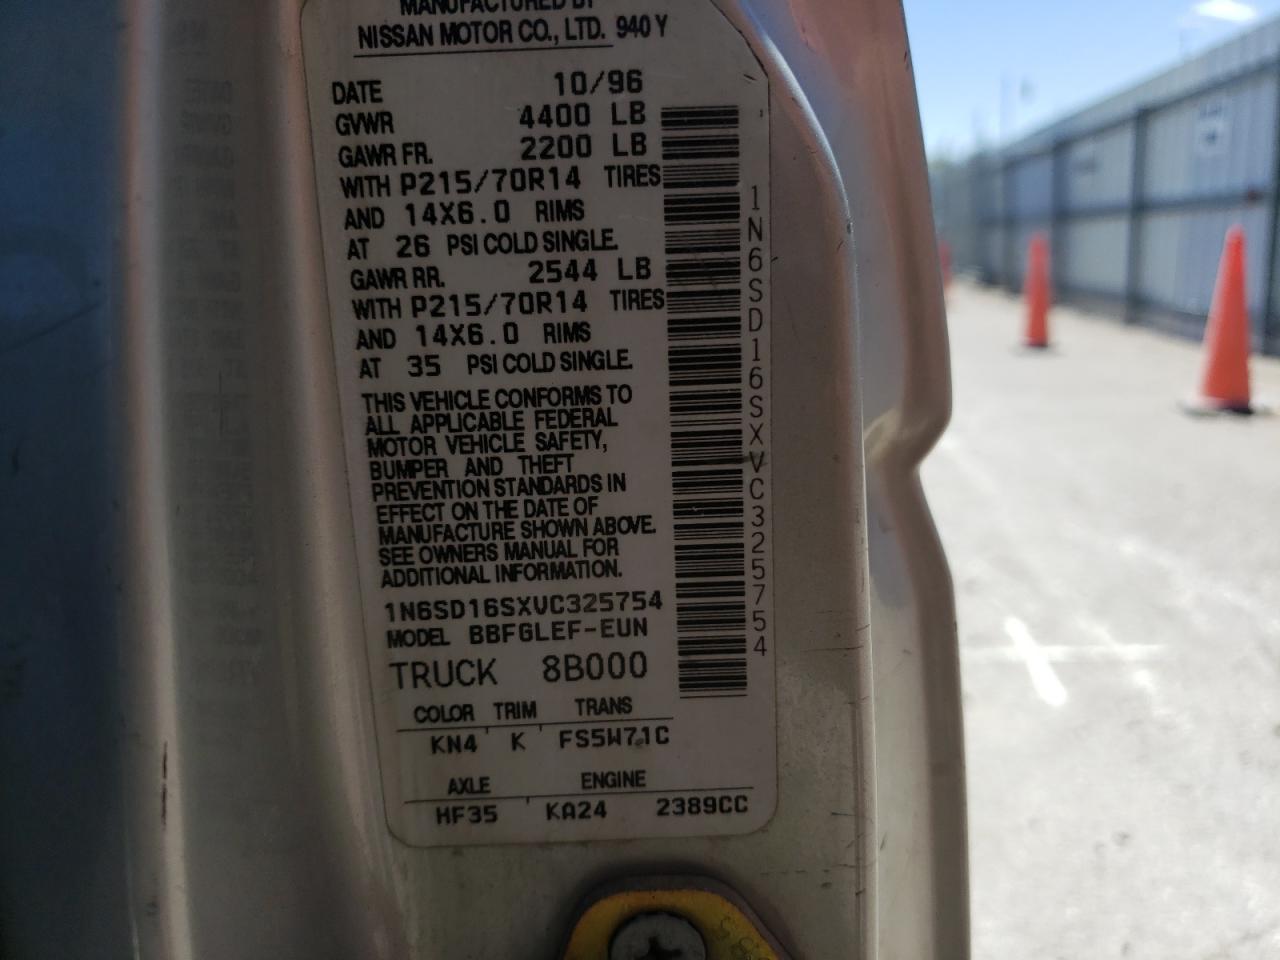 MANUFACTURED BY
NISSAN MOTOR CO., LTD. 940Y
DATE 10/96
GVWR 4400 LB
GAWR FR. 2200 LB
WITH P215/70R14 TIRES
AND 14X6.0 RIMS
AT 26 PSI COLD SINGLE.
GAWR RR. 2544 LB
WITH P215/70R14 TIRES
AND 14X6.0 RIMS
AT 35 PSI COLD SINGLE.
THIS VEHICLE CONFORMS TO
ALL APPLICABLE FEDERAL
MOTOR VEHICLE SAFETY,
BUMPER AND THEFT
PREVENTION STANDARDS IN
EFFECT ON THE DATE OF
MANUFACTURE SHOWN ABOVE.
SEE OWNERS MANUAL FOR
ADDITIONAL INFORMATION.
1N6SD16SXVC325754
MODEL BBFGLEF-EUN
TRUCK 8B000
COLOR TRIM TRANS
KN4 K FS5W71C
AXLE ENGINE
HF35 KA24 2389CC
1N6SD16SXVC325754